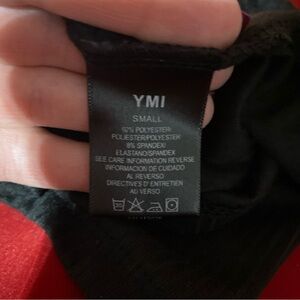 YMI
SMALL
92% POLYESTER/
POLIESTER/POLYESTER
8% SPANDEX/
ELASTANO/SPANDEX
SEE CARE INFORMATION REVERSE
INFORMACION DE CUIDADO
AL REVERSO
DIRECTIVES D'ENTRETIEN
AU VERSO